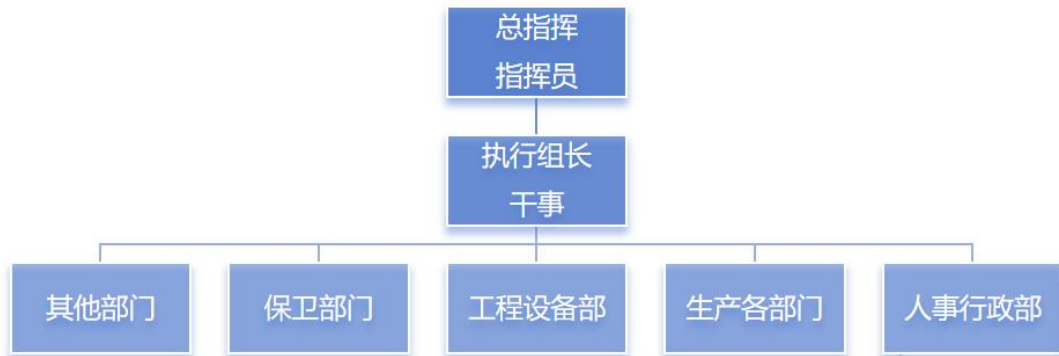 总指挥
指挥员
执行组长
干事
其他部门
保卫部门
工程设备部
生产各部门
人事行政部